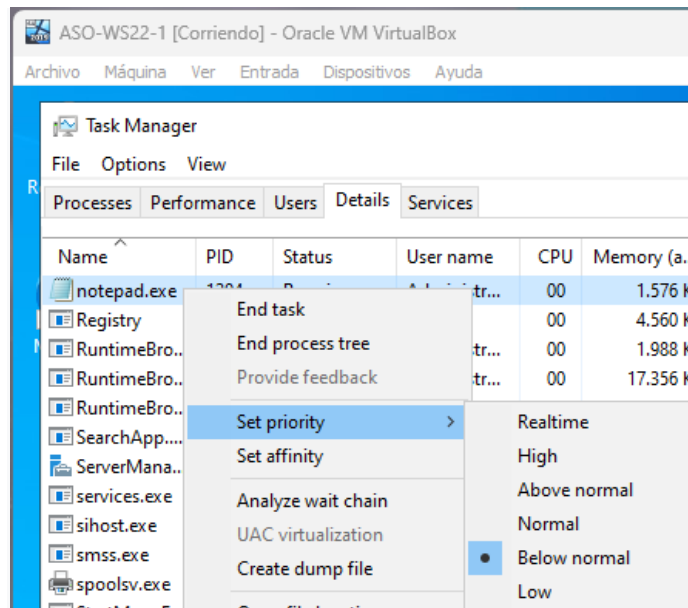 ASO-WS22-1 [Corriendo] - Oracle VM VirtualBox
Archivo Máquina Ver Entrada Dispositivos Ayuda
Task Manager
File Options View
Processes Performance Users Details Services
Name PID Status User name CPU Memory (a...
notepad.exe 00 1.576 K
Registry 00 4.560 K
RuntimeBro... tr... 00 1.988 K
RuntimeBro... tr... 00 17.356 K
RuntimeBro...
SearchApp....
ServerMana...
services.exe
sihost.exe
smss.exe
spoolsv.exe
End task
End process tree
Provide feedback
Set priority
Set affinity
Analyze wait chain
UAC virtualization
Create dump file
Realtime
High
Above normal
Normal
Below normal
Low